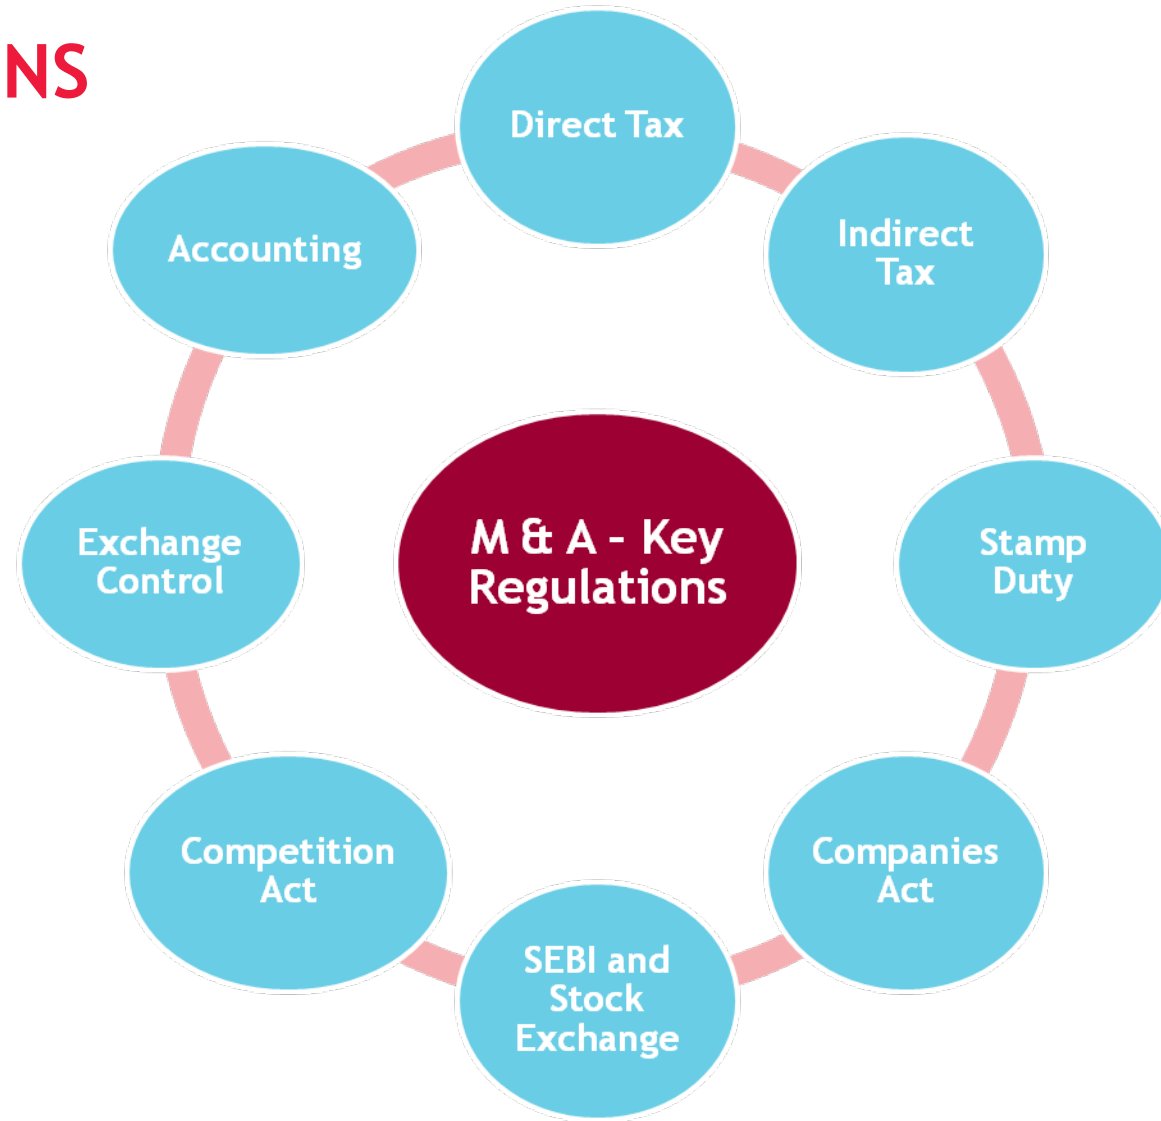 NS
Direct Tax
Indirect
Tax
Stamp
Duty
Companies
Act
SEBI and
Stock
Exchange
Competition
Act
Exchange
Control
Accounting
M & A - Key
Regulations